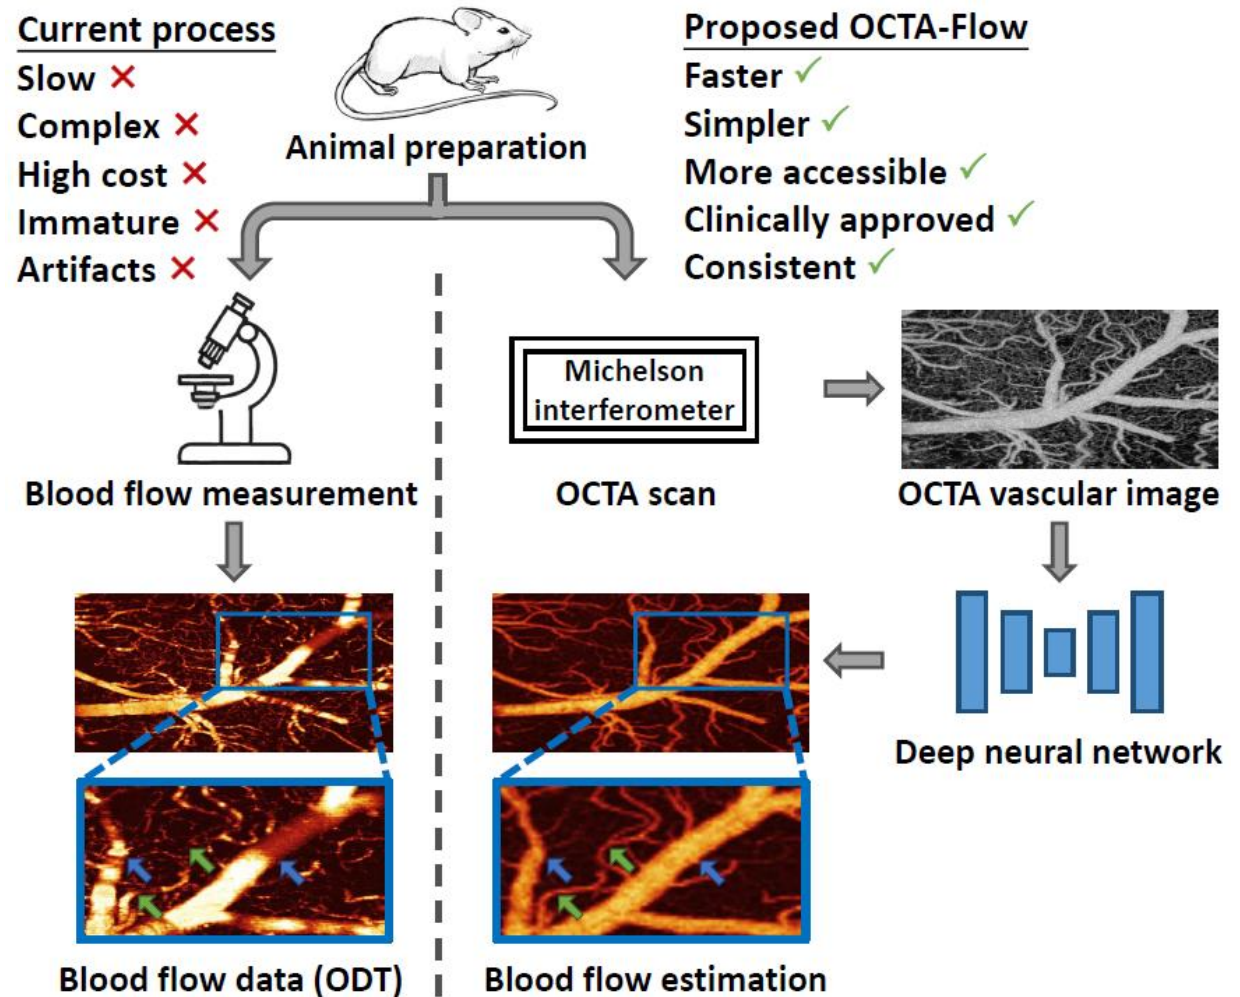 Current process
Slow ✕
Complex ✕
High cost ✕
Immature ✕
Artifacts ✕
Animal preparation
Proposed OCTA-Flow
Faster ✓
Simpler ✓
More accessible ✓
Clinically approved ✓
Consistent ✓
Blood flow measurement
Michelson
interferometer
OCTA scan
OCTA vascular image
Deep neural network
Blood flow data (ODT)
Blood flow estimation